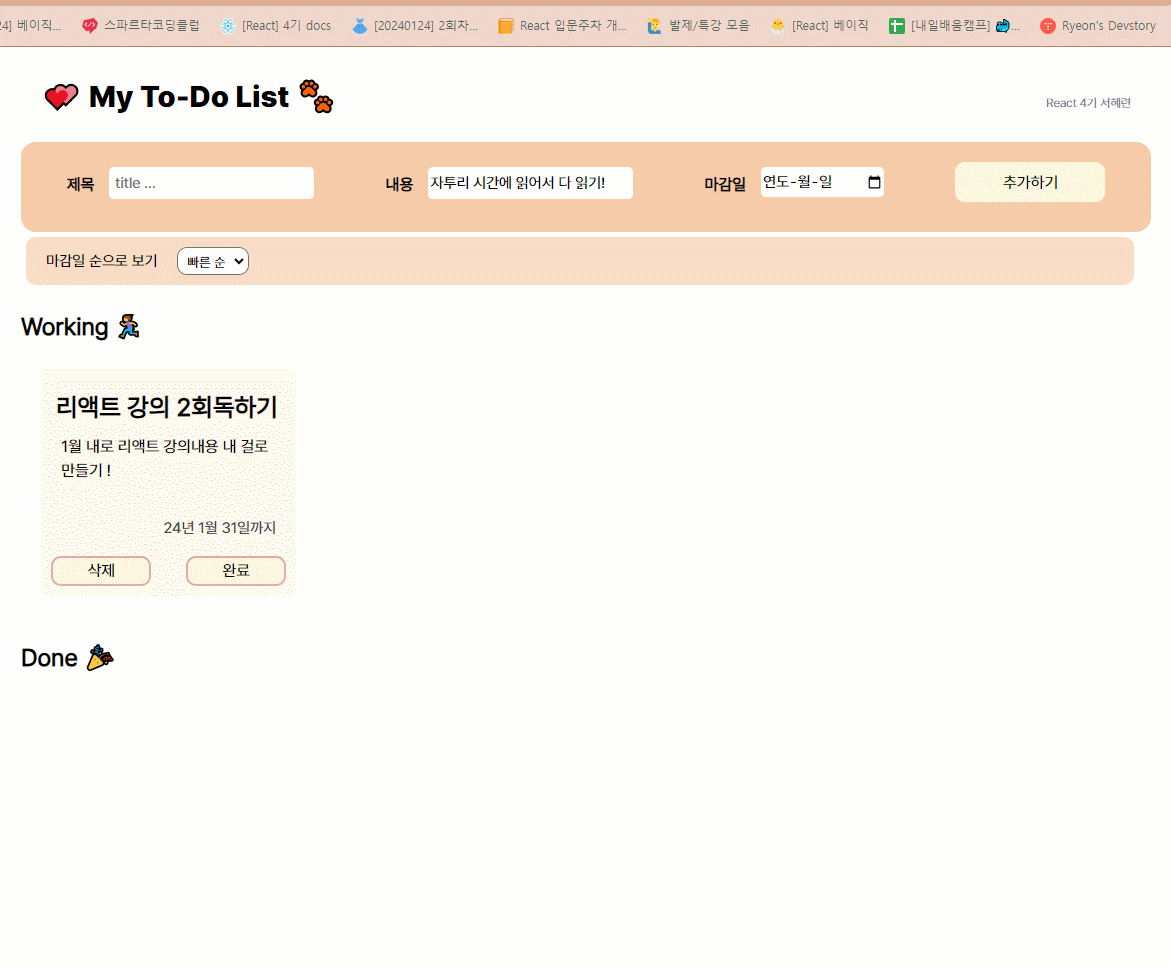 24] 베이직... 스파르타코딩클럽 [React] 4기 docs [20240124] 2회차... React 입문주차 개... 발제/특강 모음 [React] 베이직 [내일배움캠프] ... Ryeon's Devstory
My To-Do List
React 4기 서혜련
제목 title ... 내용 자투리 시간에 읽어서 다 읽기! 마감일 연도-월-일 추가하기
마감일 순으로 보기 빠른 순
Working
리액트 강의 2회독하기
1월 내로 리액트 강의내용 내 걸로
만들기 !
24년 1월 31일까지
삭제 완료
Done